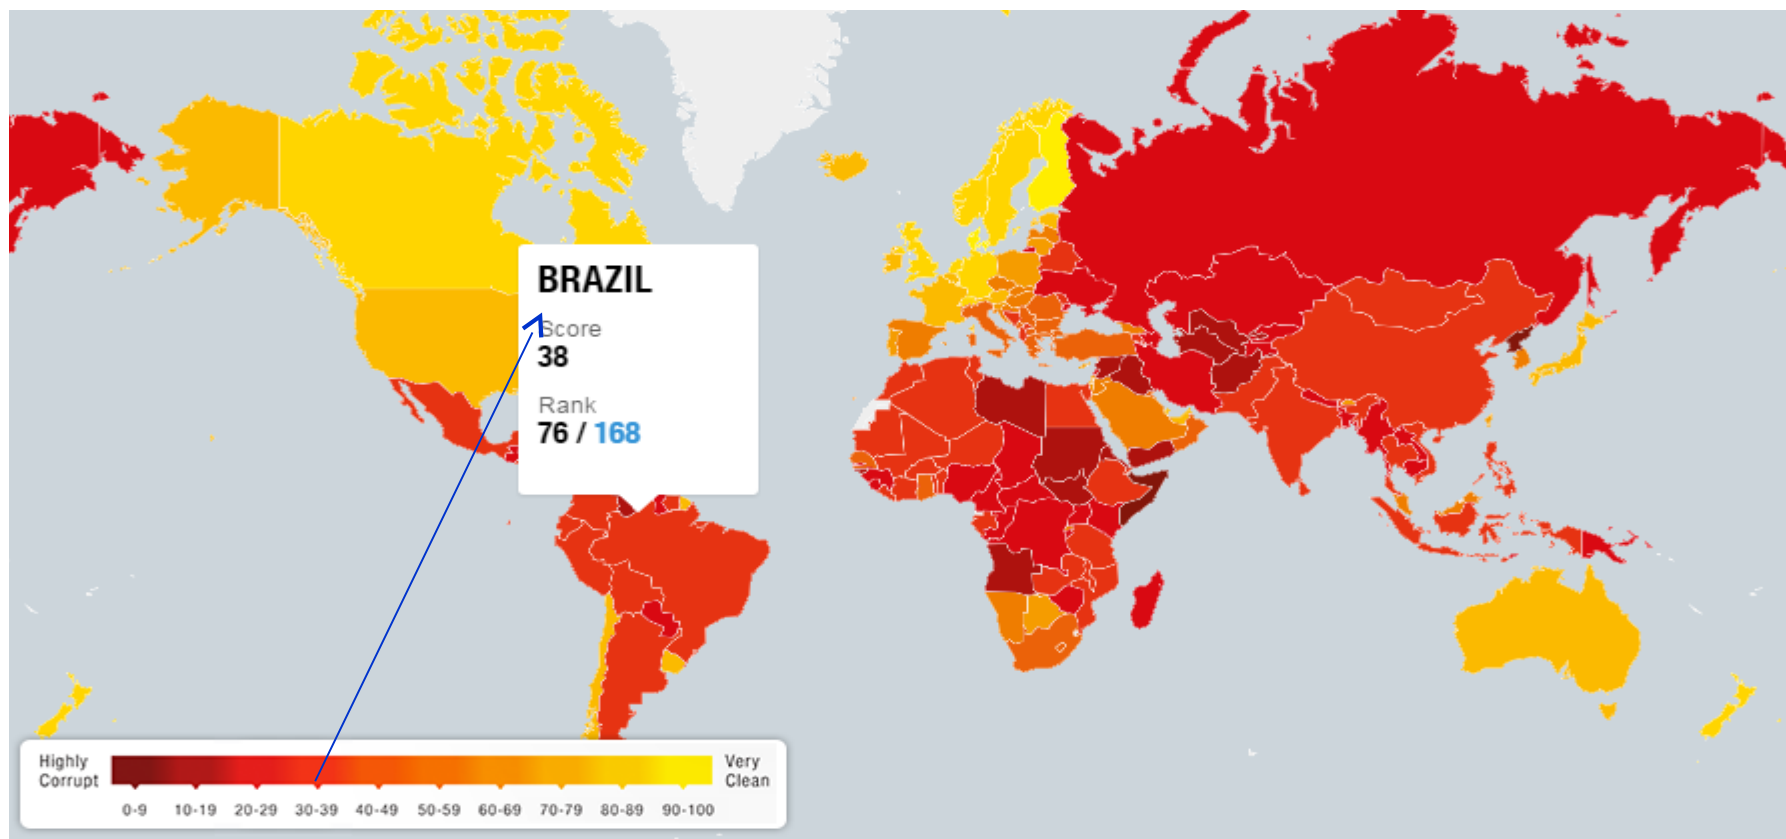 BRAZIL
Score
38
Rank
76 / 168
Highly
Corrupt
Very
Clean
0-9 10-19 20-29 30-39 40-49 50-59 60-69 70-79 80-89 90-100